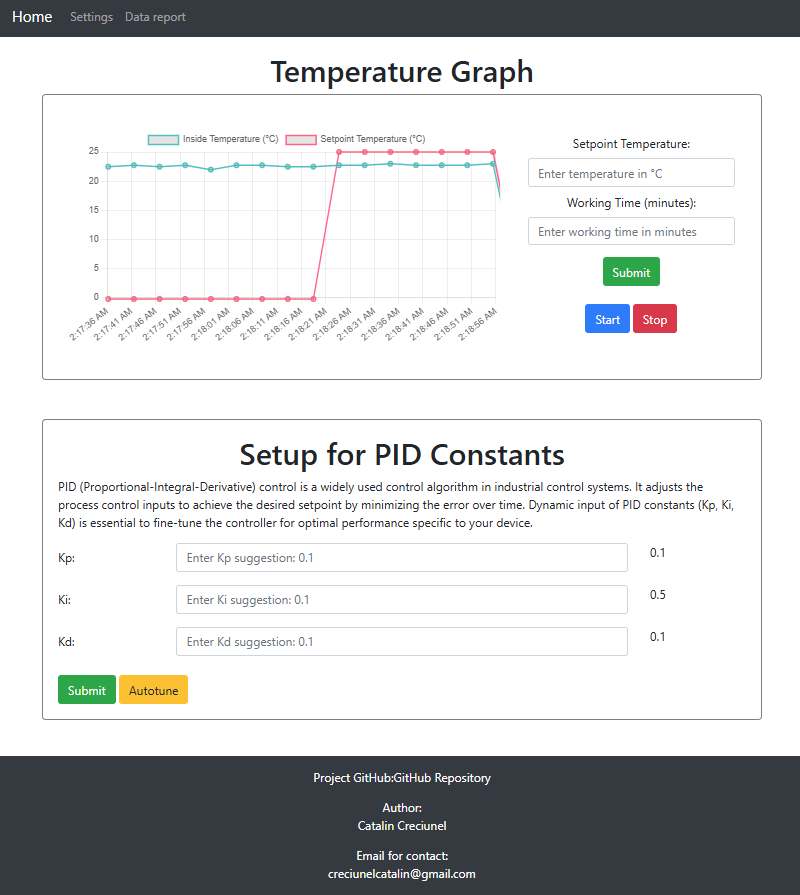 Home Settings Data report
Temperature Graph
Inside Temperature (°C) Setpoint Temperature (°C)
25
20
15
10
5
0
2:17:36 AM 2:17:41 AM 2:17:46 AM 2:17:51 AM 2:17:56 AM 2:18:01 AM 2:18:06 AM 2:18:11 AM 2:18:16 AM 2:18:21 AM 2:18:26 AM 2:18:31 AM 2:18:36 AM 2:18:41 AM 2:18:46 AM 2:18:51 AM 2:18:56 AM
Setpoint Temperature:
Enter temperature in °C
Working Time (minutes):
Enter working time in minutes
Submit
Start Stop
Setup for PID Constants
PID (Proportional-Integral-Derivative) control is a widely used control algorithm in industrial control systems. It adjusts the
process control inputs to achieve the desired setpoint by minimizing the error over time. Dynamic input of PID constants (Kp, Ki,
Kd) is essential to fine-tune the controller for optimal performance specific to your device.
Kp: Enter Kp suggestion: 0.1 0.1
Ki: Enter Ki suggestion: 0.1 0.5
Kd: Enter Kd suggestion: 0.1 0.1
Submit Autotune
Project GitHub:GitHub Repository
Author:
Catalin Creciunel
Email for contact:
creciunelcatalin@gmail.com